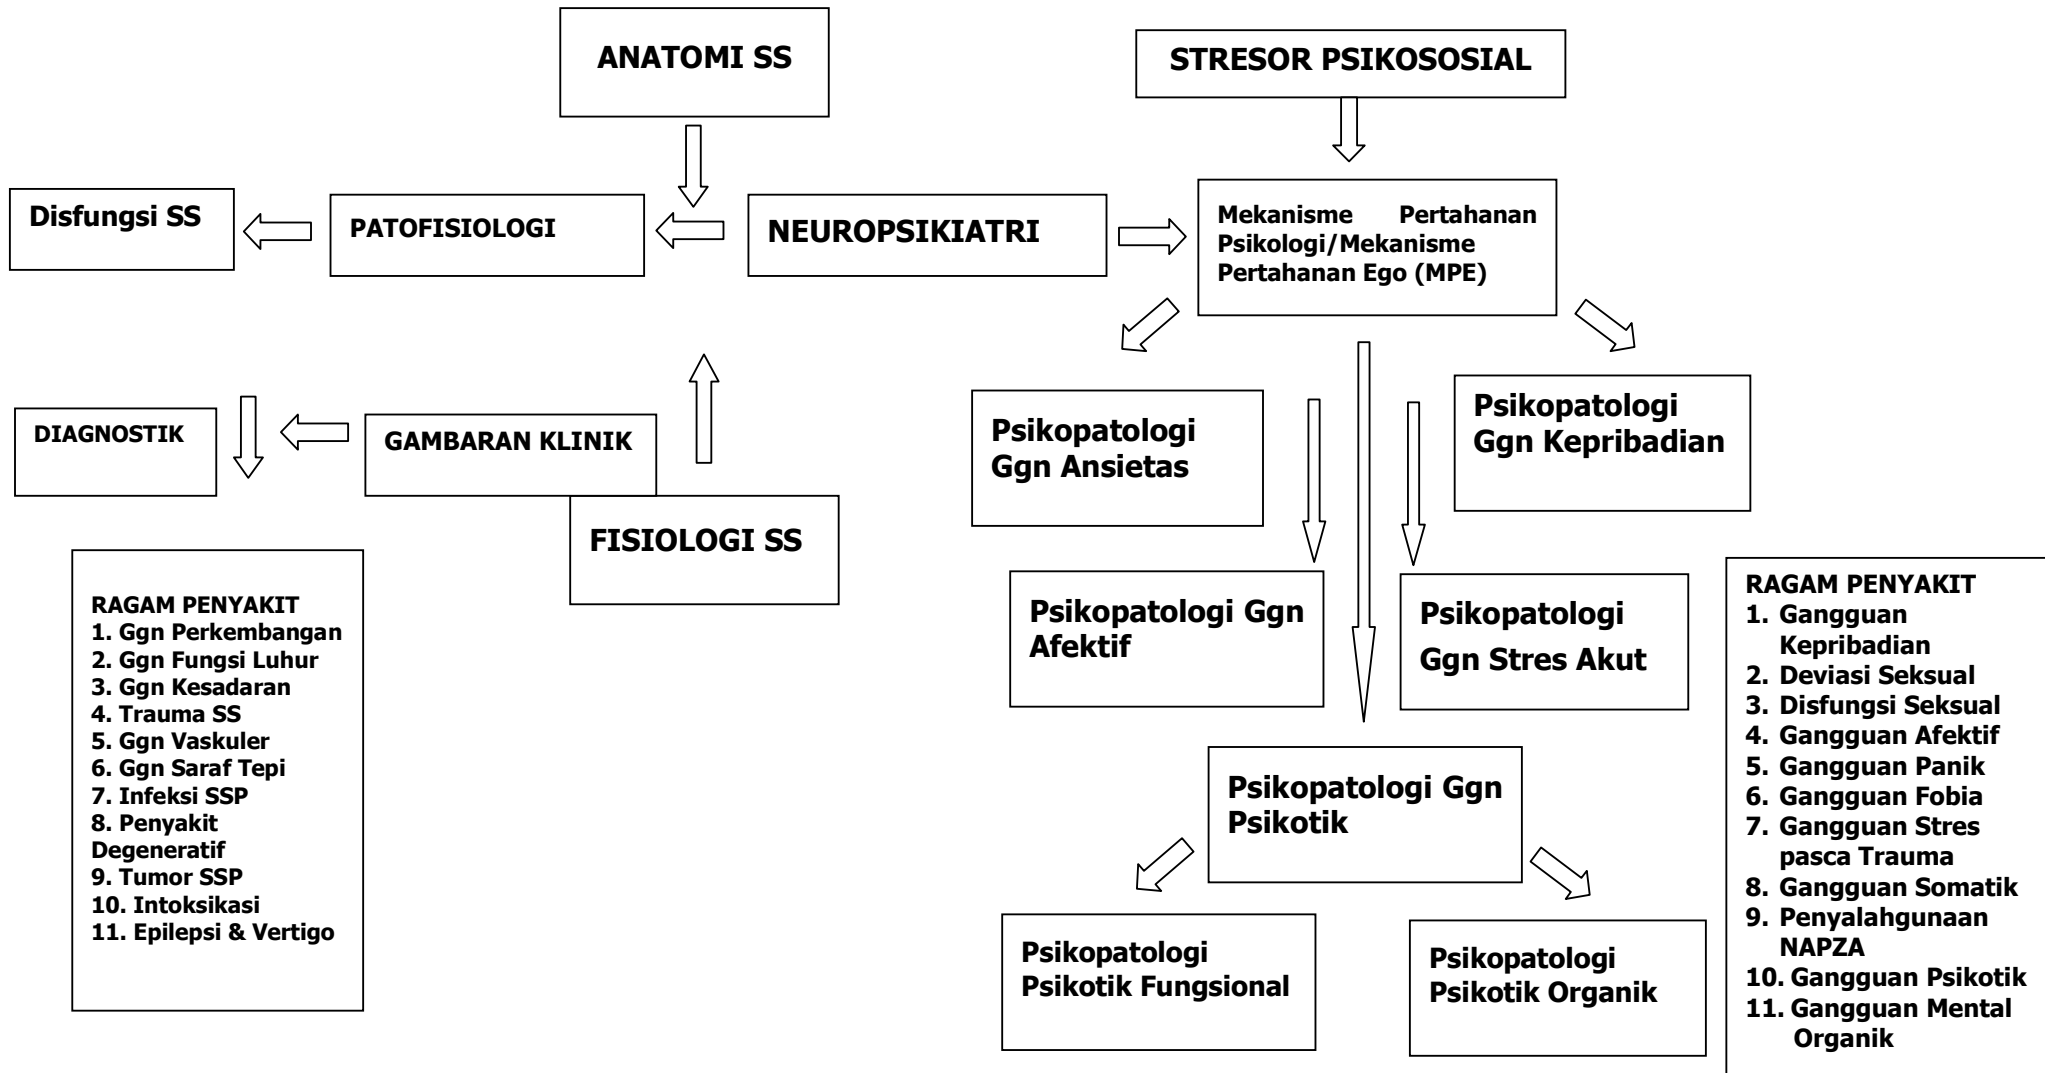 ANATOMI SS
STRESOR PSIKOSOSIAL
Disfungsi SS
PATOFISIOLOGI
NEUROPSIKIATRI
Mekanisme Pertahanan
Psikologi/Mekanisme
Pertahanan Ego (MPE)
DIAGNOSTIK
GAMBARAN KLINIK
FISIOLOGI SS
Psikopatologi
Ggn Ansietas
Psikopatologi
Ggn Kepribadian
RAGAM PENYAKIT
1. Ggn Perkembangan
2. Ggn Fungsi Luhur
3. Ggn Kesadaran
4. Trauma SS
5. Ggn Vaskuler
6. Ggn Saraf Tepi
7. Infeksi SSP
8. Penyakit
Degeneratif
9. Tumor SSP
10. Intoksikasi
11. Epilepsi & Vertigo
Psikopatologi Ggn
Afektif
Psikopatologi
Ggn Stres Akut
Psikopatologi Ggn
Psikotik
Psikopatologi
Psikotik Fungsional
Psikopatologi
Psikotik Organik
RAGAM PENYAKIT
1. Gangguan
Kepribadian
2. Deviasi Seksual
3. Disfungsi Seksual
4. Gangguan Afektif
5. Gangguan Panik
6. Gangguan Fobia
7. Gangguan Stres
pasca Trauma
8. Gangguan Somatik
9. Penyalahgunaan
NAPZA
10. Gangguan Psikotik
11. Gangguan Mental
Organik